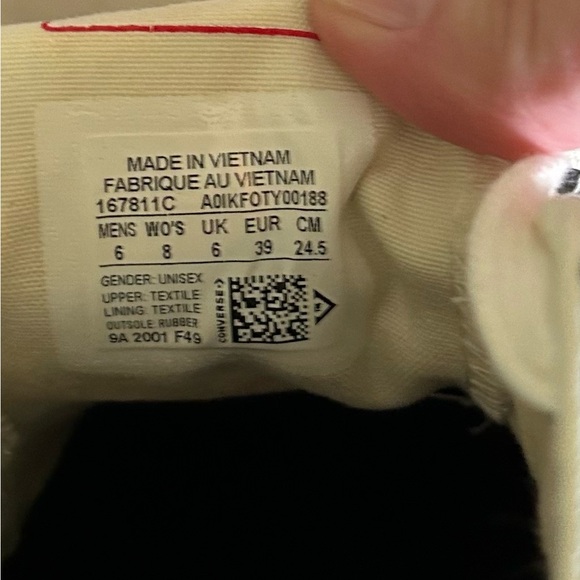 MADE IN VIETNAM
FABRIQUE AU VIETNAM
167811C A0IKFOTY00188
MENS WO'S UK EUR CM
6 8 6 39 24.5
GENDER: UNISEX
UPPER: TEXTILE
LINING: TEXTILE
OUTSOLE: RUBBER
9A 2001 F49
CONVERSE